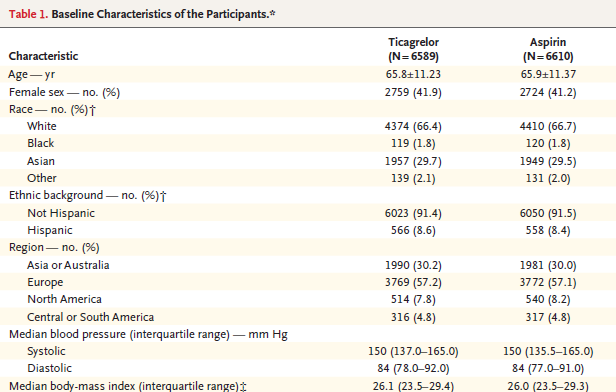 Table 1. Baseline Characteristics of the Participants.*
Characteristic Ticagrelor (N=6589) Aspirin (N=6610)
Age — yr 65.8±11.23 65.9±11.37
Female sex — no. (%) 2759 (41.9) 2724 (41.2)
Race — no. (%)†
White 4374 (66.4) 4410 (66.7)
Black 119 (1.8) 120 (1.8)
Asian 1957 (29.7) 1949 (29.5)
Other 139 (2.1) 131 (2.0)
Ethnic background — no. (%)†
Not Hispanic 6023 (91.4) 6050 (91.5)
Hispanic 566 (8.6) 558 (8.4)
Region — no. (%)
Asia or Australia 1990 (30.2) 1981 (30.0)
Europe 3769 (57.2) 3772 (57.1)
North America 514 (7.8) 540 (8.2)
Central or South America 316 (4.8) 317 (4.8)
Median blood pressure (interquartile range) — mm Hg
Systolic 150 (137.0–165.0) 150 (135.5–165.0)
Diastolic 84 (78.0–92.0) 84 (77.0–91.0)
Median body-mass index (interquartile range)‡ 26.1 (23.5–29.4) 26.0 (23.5–29.3)